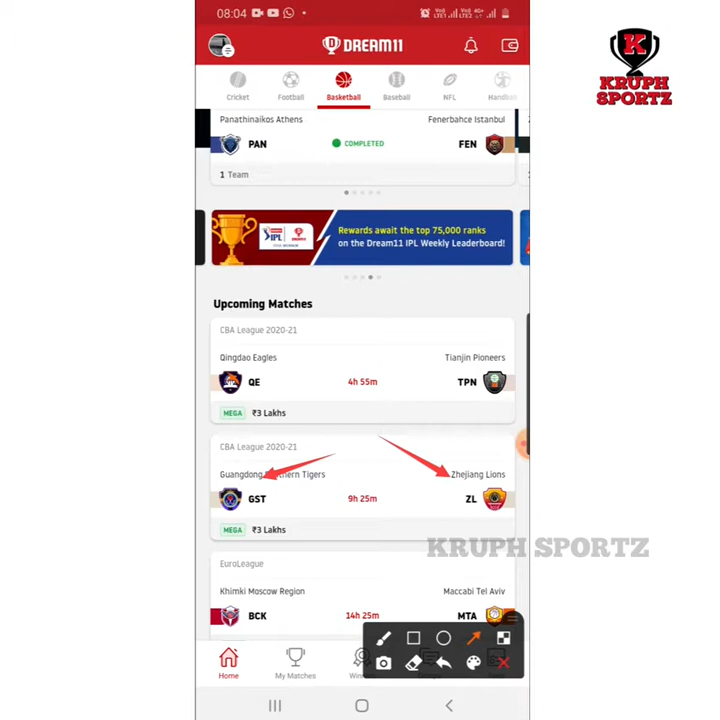 08:04
DREAM11
KRUPH
SPORTZ
Cricket Football Basketball Baseball NFL
Panathinaikos Athens Fenerbahce Istanbul
PAN COMPLETED FEN
1 Team
IPL
Rewards await the top 75,000 ranks
on the Dream11 IPL Weekly Leaderboard!
Upcoming Matches
CBA League 2020-21
Qingdao Eagles Tianjin Pioneers
QE 4h 55m TPN
MEGA ₹3 Lakhs
CBA League 2020-21
Guangdong Tigers Zhejiang Lions
GST 9h 25m ZL
MEGA ₹3 Lakhs
KRUPH SPORTZ
EuroLeague
Khimki Moscow Region Maccabi Tel Aviv
BCK 14h 25m MTA
Home My Matches